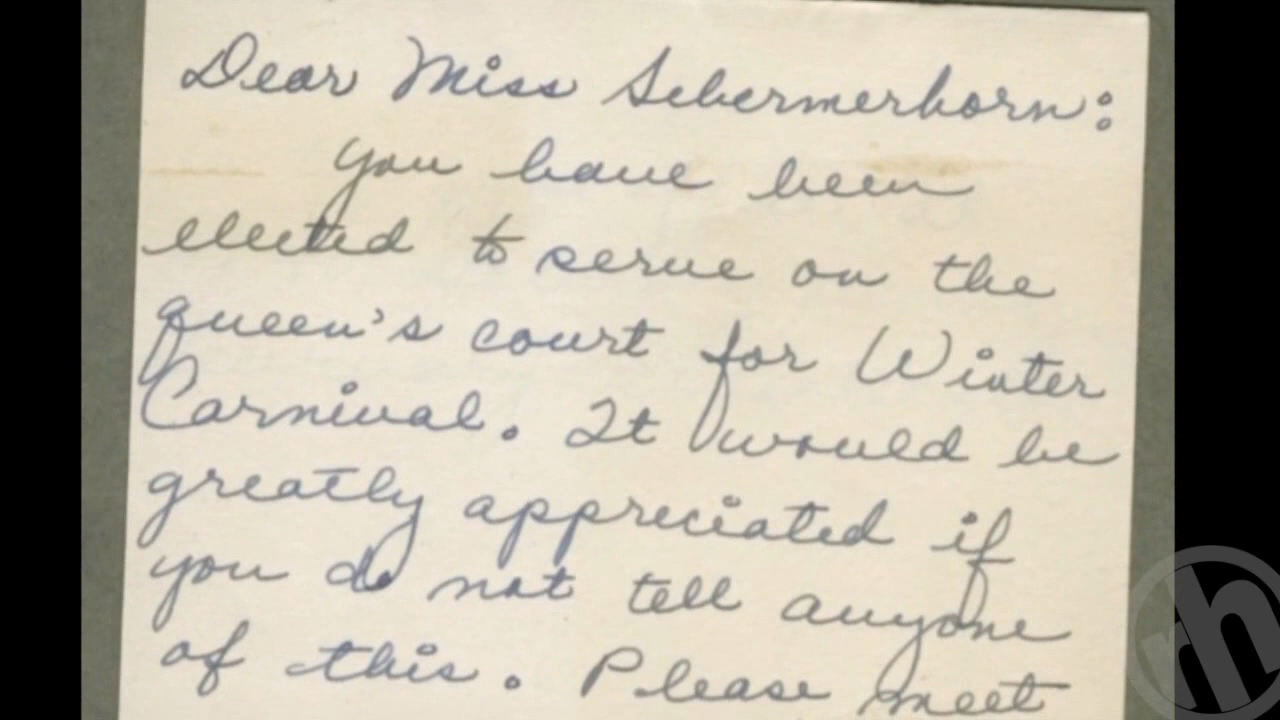 Dear Miss Schermerhorn:
You have been
elected to serve on the
queen's court for Winter
Carnival. It would be
greatly appreciated if
you do not tell anyone
of this. Please meet
rh